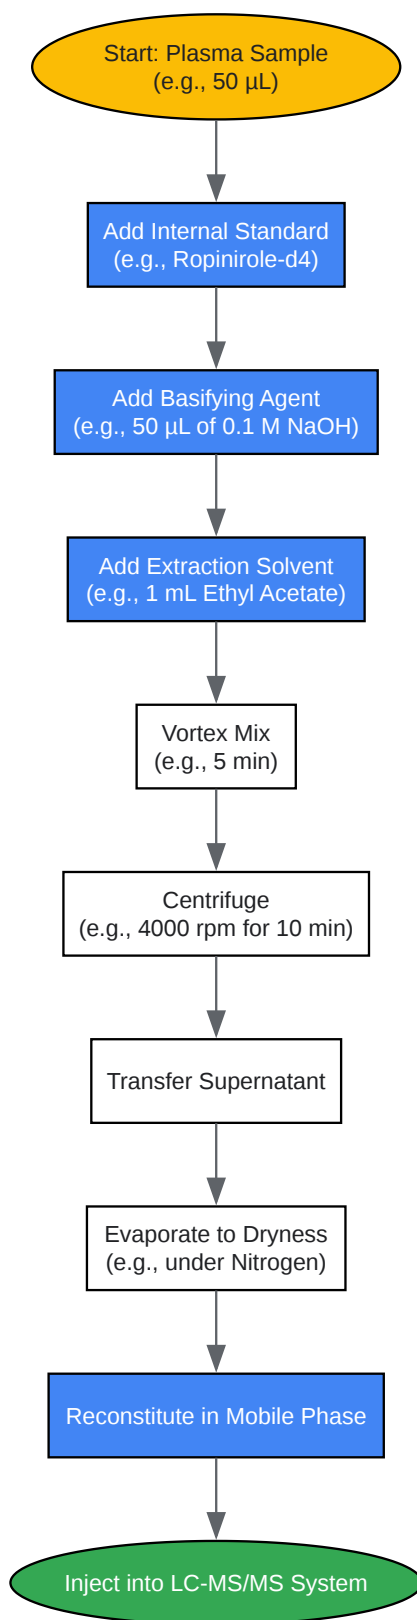 Start: Plasma Sample
(e.g., 50 µL)
Add Internal Standard
(e.g., Ropinirole-d4)
Add Basifying Agent
(e.g., 50 µL of 0.1 M NaOH)
Add Extraction Solvent
(e.g., 1 mL Ethyl Acetate)
Vortex Mix
(e.g., 5 min)
Centrifuge
(e.g., 4000 rpm for 10 min)
Transfer Supernatant
Evaporate to Dryness
(e.g., under Nitrogen)
Reconstitute in Mobile Phase
Inject into LC-MS/MS System